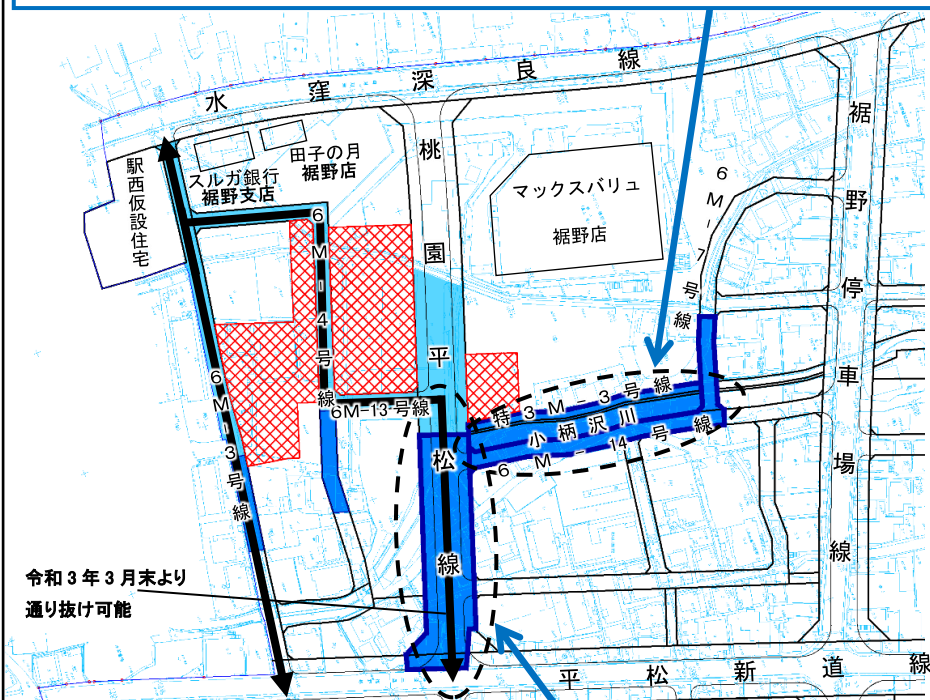 水窪深良線
駅西仮設住宅
スルガ銀行
裾野支店
田子の月
裾野店
桃園平松線
マックスバリュ
裾野店
6M-7号線
裾野停車場線
6M-4号線
6M-3号線
6M-13号線
特3M-3号線
小柄沢川
6M-14号線
令和3年3月末より
通り抜け可能
平松新道線